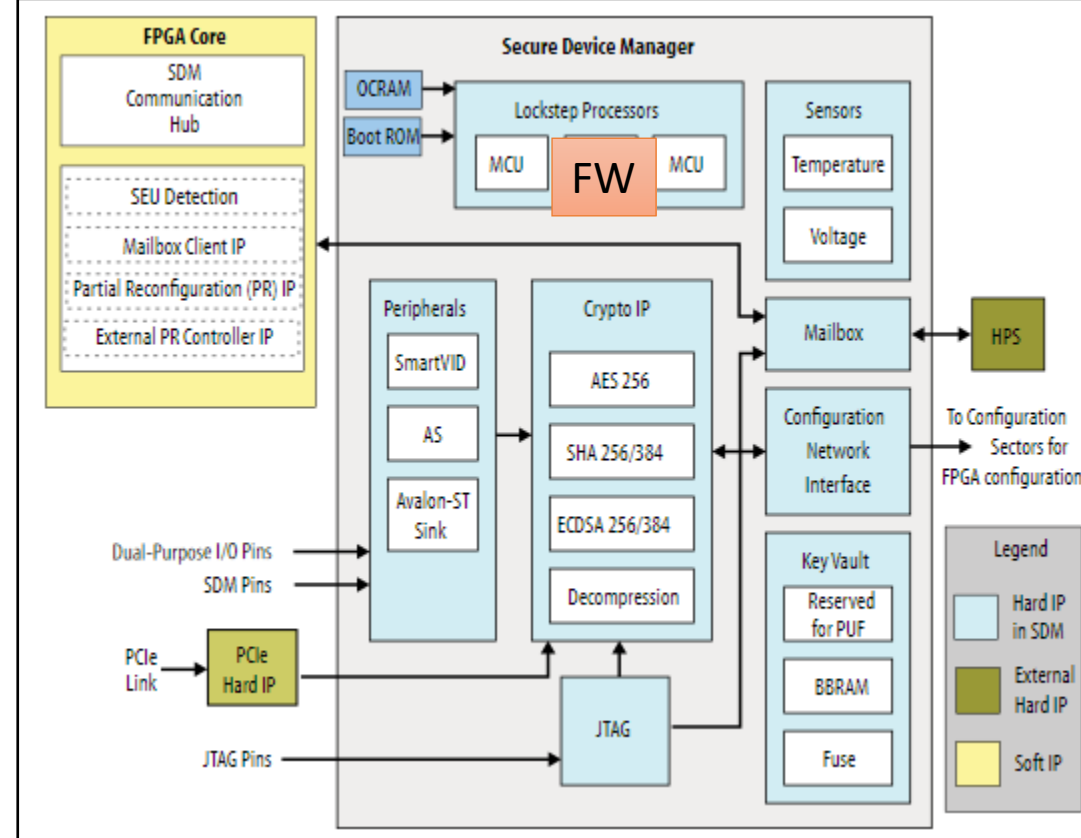 FPGA Core
SDM
Communication
Hub
SEU Detection
Mailbox Client IP
Partial Reconfiguration (PR) IP
External PR Controller IP
Secure Device Manager
OCRAM
Boot ROM
Lockstep Processors
MCU
FW
MCU
Sensors
Temperature
Voltage
Peripherals
SmartVID
AS
Avalon-ST
Sink
Crypto IP
AES 256
SHA 256/384
ECDSA 256/384
Decompression
Mailbox
HPS
Configuration
Network
Interface
To Configuration
Sectors for
FPGA configuration
Dual-Purpose I/O Pins
SDM Pins
PCIe
Link
PCIe
Hard IP
JTAG Pins
JTAG
Key Vault
Reserved
for PUF
BBRAM
Fuse
Legend
Hard IP
in SDM
External
Hard IP
Soft IP